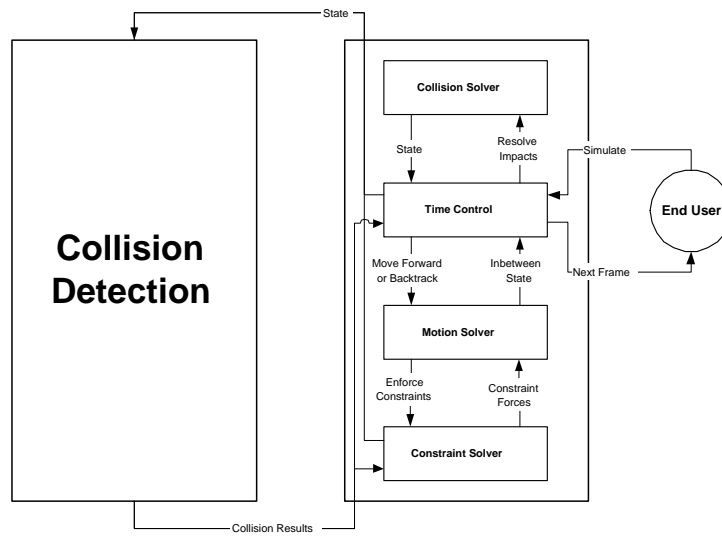 State
Collision Solver
State
Resolve
Impacts
Simulate
Time Control
End User
Collision
Detection
Move Forward
or Backtrack
Inbetween
State
Next Frame
Motion Solver
Enforce
Constraints
Constraint
Forces
Constraint Solver
Collision Results